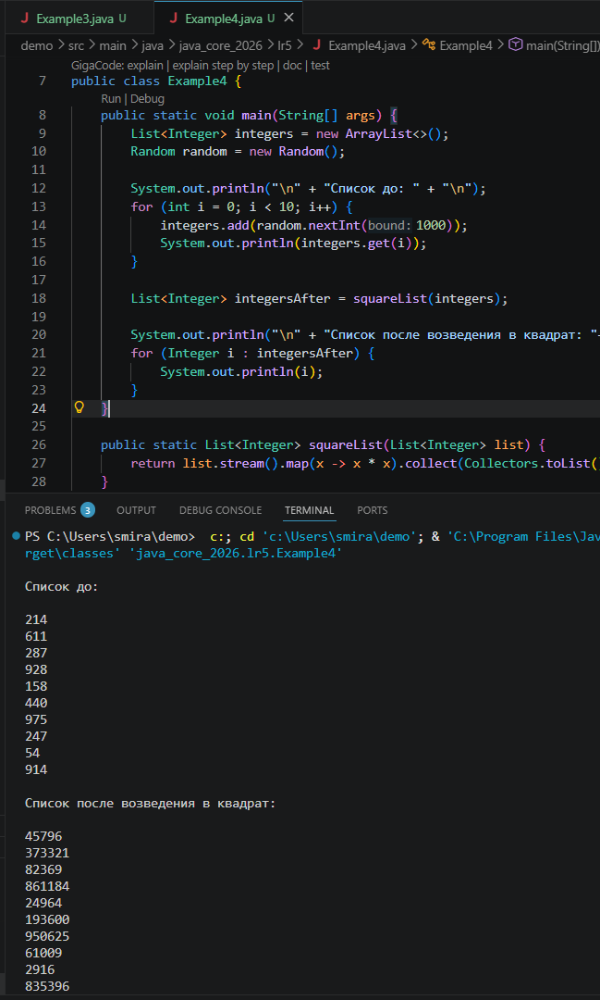 Example3.java U
Example4.java U
demo > src > main > java > java_core_2026 > lr5 > Example4.java > Example4 > main(String[])
GigaCode: explain | explain step by step | doc | test
7 public class Example4 {
Run | Debug
8 public static void main(String[] args) {
9 List<Integer> integers = new ArrayList<>();
10 Random random = new Random();
11
12 System.out.println("\n" + "Список до: " + "\n");
13 for (int i = 0; i < 10; i++) {
14 integers.add(random.nextInt(bound: 1000));
15 System.out.println(integers.get(i));
16 }
17
18 List<Integer> integersAfter = squareList(integers);
19
20 System.out.println("\n" + "Список после возведения в квадрат: "
21 for (Integer i : integersAfter) {
22 System.out.println(i);
23 }
24 }
25
26 public static List<Integer> squareList(List<Integer> list) {
27 return list.stream().map(x -> x * x).collect(Collectors.toList(
28 }
PROBLEMS 3 OUTPUT DEBUG CONSOLE TERMINAL PORTS
PS C:\Users\smira\demo> c:; cd 'c:\Users\smira\demo'; & 'C:\Program Files\Jav
rget\classes' 'java_core_2026.lr5.Example4'
Список до:
214
611
287
928
158
440
975
247
54
914
Список после возведения в квадрат:
45796
373321
82369
861184
24964
193600
950625
61009
2916
835396